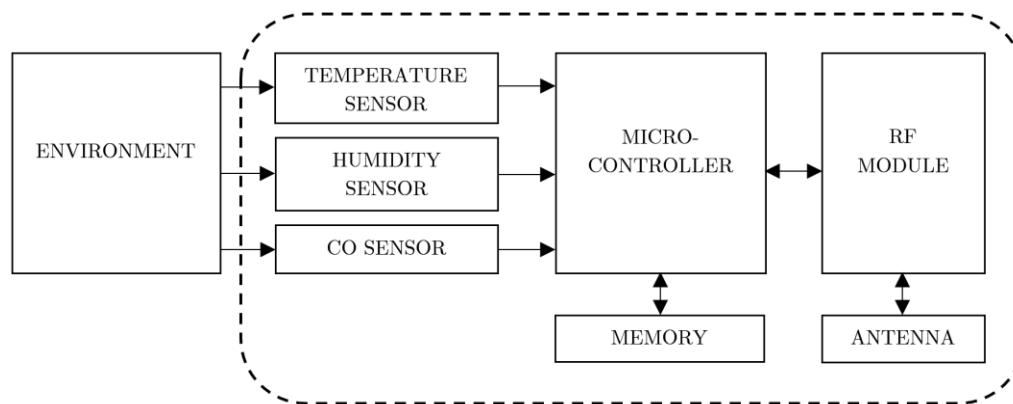 ENVIRONMENT
TEMPERATURE
SENSOR
HUMIDITY
SENSOR
CO SENSOR
MICRO-
CONTROLLER
RF
MODULE
MEMORY
ANTENNA